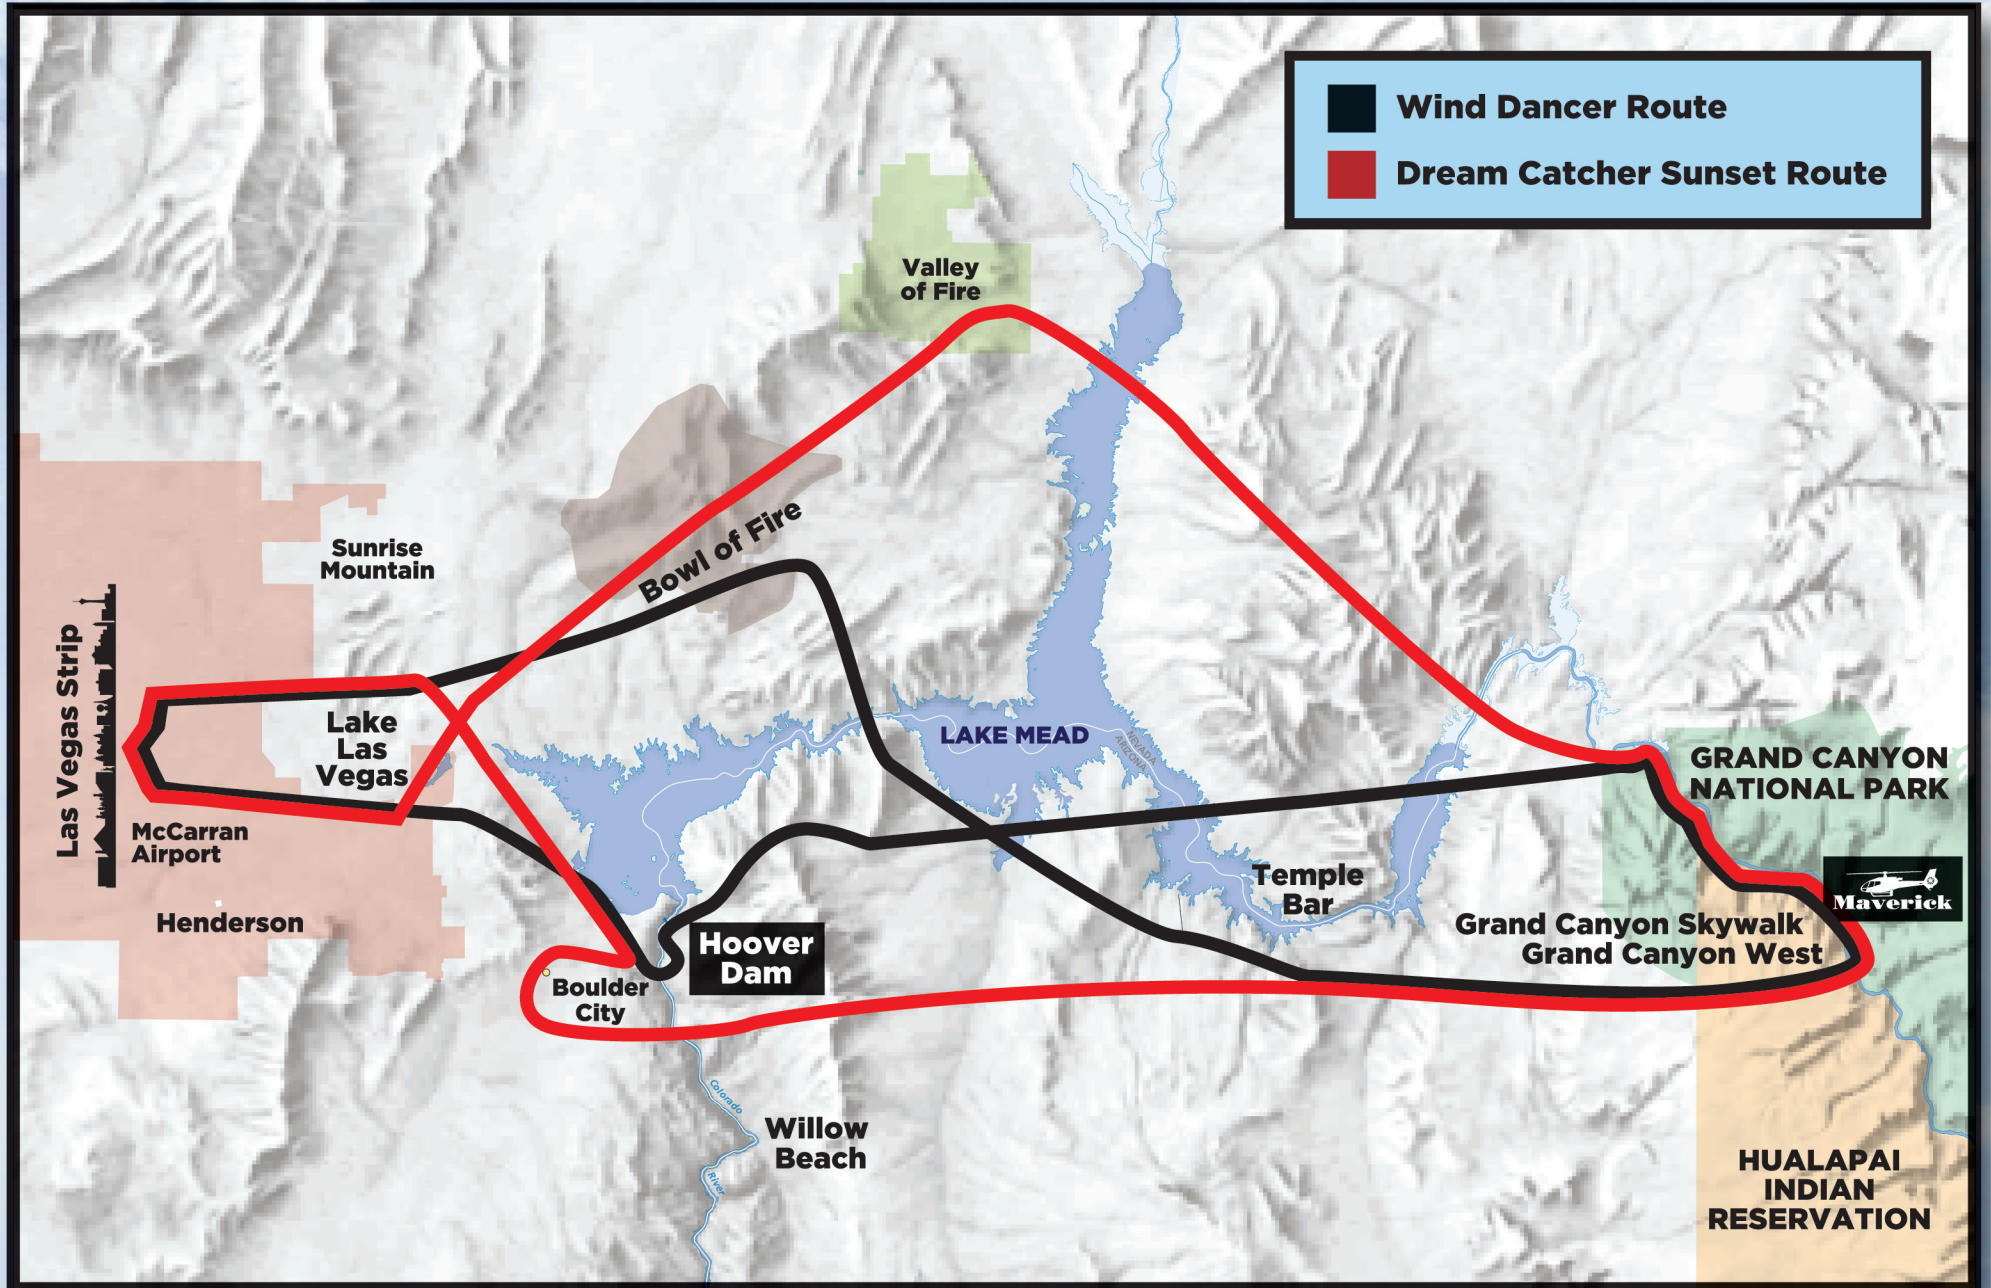 Wind Dancer Route
Dream Catcher Sunset Route
Valley
of Fire
Sunrise
Mountain
Bowl of Fire
Las Vegas Strip
Lake
Las
Vegas
LAKE MEAD
NEVADA
ARIZONA
GRAND CANYON
NATIONAL PARK
McCarran
Airport
Temple
Bar
Maverick
Henderson
Hoover
Dam
Grand Canyon Skywalk
Grand Canyon West
Boulder
City
Colorado
River
Willow
Beach
HUALAPAI
INDIAN
RESERVATION